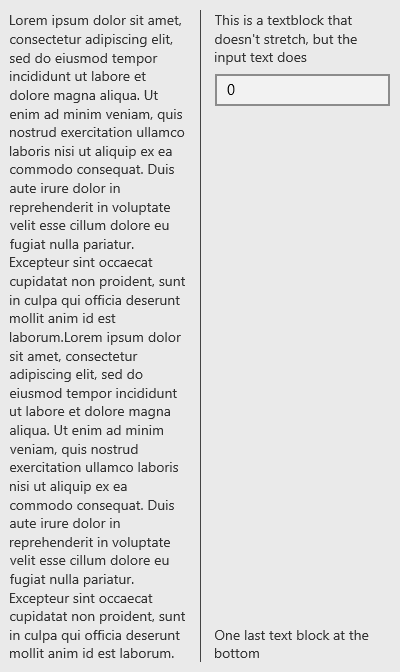 Lorem ipsum dolor sit amet,
consectetur adipiscing elit,
sed do eiusmod tempor
incididunt ut labore et
dolore magna aliqua. Ut
enim ad minim veniam, quis
nostrud exercitation ullamco
laboris nisi ut aliquip ex ea
commodo consequat. Duis
aute irure dolor in
reprehenderit in voluptate
velit esse cillum dolore eu
fugiat nulla pariatur.
Excepteur sint occaecat
cupidatat non proident, sunt
in culpa qui officia deserunt
mollit anim id est
laborum.Lorem ipsum dolor
sit amet, consectetur
adipiscing elit, sed do
eiusmod tempor incididunt
ut labore et dolore magna
aliqua. Ut enim ad minim
veniam, quis nostrud
exercitation ullamco laboris
nisi ut aliquip ex ea
commodo consequat. Duis
aute irure dolor in
reprehenderit in voluptate
velit esse cillum dolore eu
fugiat nulla pariatur.
Excepteur sint occaecat
cupidatat non proident, sunt
in culpa qui officia deserunt
mollit anim id est laborum.
This is a textblock that
doesn't stretch, but the
input text does
0
One last text block at the
bottom